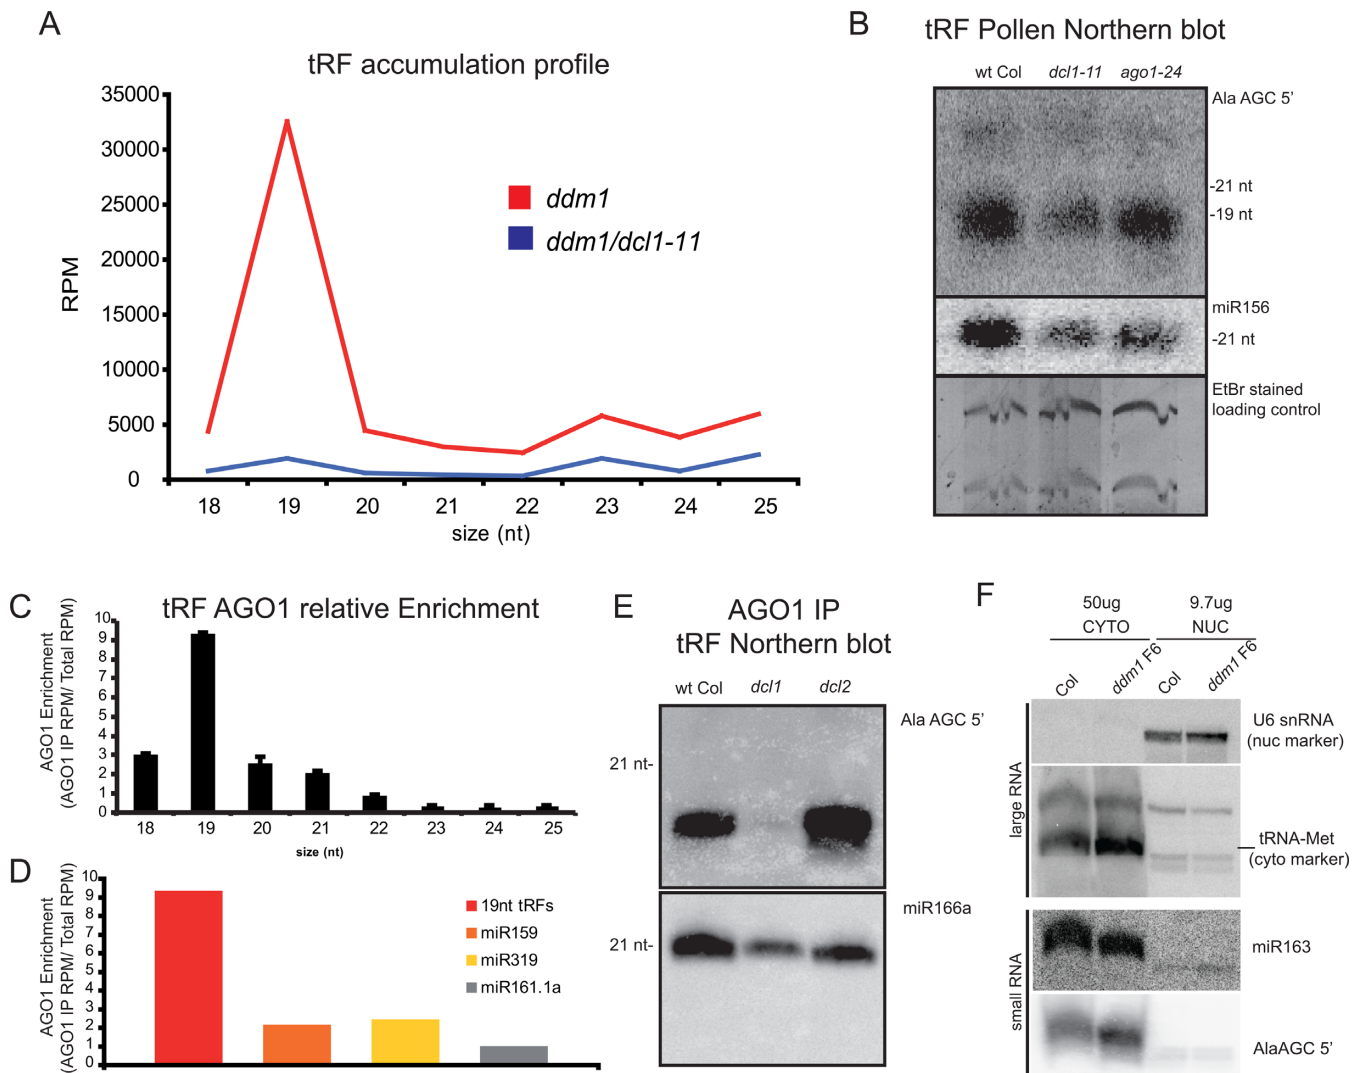 A
tRF accumulation profile
35000
30000
25000
20000
15000
10000
5000
0
RPM
18 19 20 21 22 23 24 25
size (nt)
ddm1
ddm1/dcl1-11
B
tRF Pollen Northern blot
wt Col dcl1-11 ago1-24
Ala AGC 5’
-21 nt
-19 nt
miR156
-21 nt
EtBr stained
loading control
C
tRF AGO1 relative Enrichment
AGO1 Enrichment
(AGO1 IP RPM/ Total RPM)
10
9
8
7
6
5
4
3
2
1
0
18 19 20 21 22 23 24 25
size (nt)
D
AGO1 Enrichment
(AGO1 IP RPM/ Total RPM)
10
9
8
7
6
5
4
3
2
1
0
19nt tRFs
miR159
miR319
miR161.1a
E
AGO1 IP
tRF Northern blot
wt Col dcl1 dcl2
Ala AGC 5’
21 nt-
miR166a
21 nt-
F
50ug 9.7ug
CYTO NUC
Col ddm1 F6 Col ddm1 F6
large RNA
U6 snRNA
(nuc marker)
tRNA-Met
(cyto marker)
small RNA
miR163
AlaAGC 5’